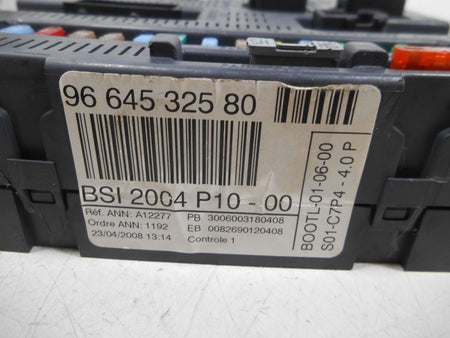 96 645 325 80
BSI 2004 P10 - 00
Réf. ANN: A12277 PB 3006003180408
Ordre ANN: 1192 EB 0082690120408
23/04/2008 13:14 Controle 1
BOOTL-01-06-00
S01-C7P4 - 4.0 P